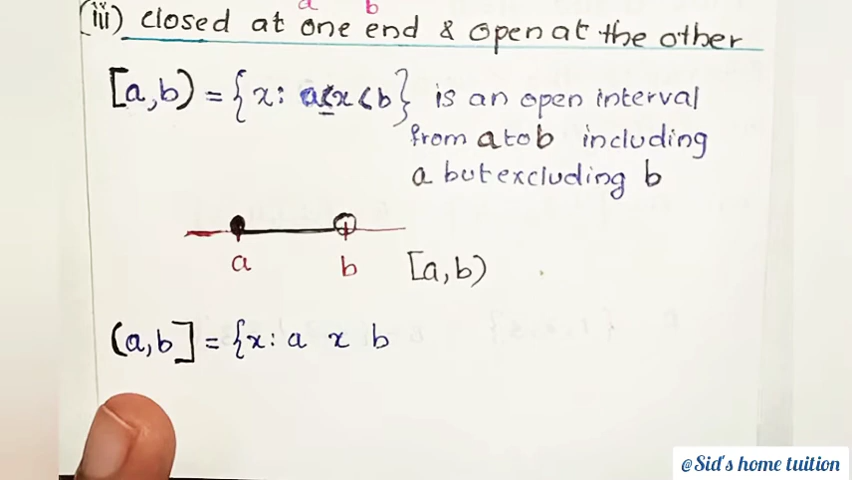 a b
(iii) closed at one end & open at the other
[a,b) = {x: a≤x<b} is an open interval
from a to b including
a but excluding b
a b [a,b)
(a,b] = {x: a x b
@Sid's home tuition